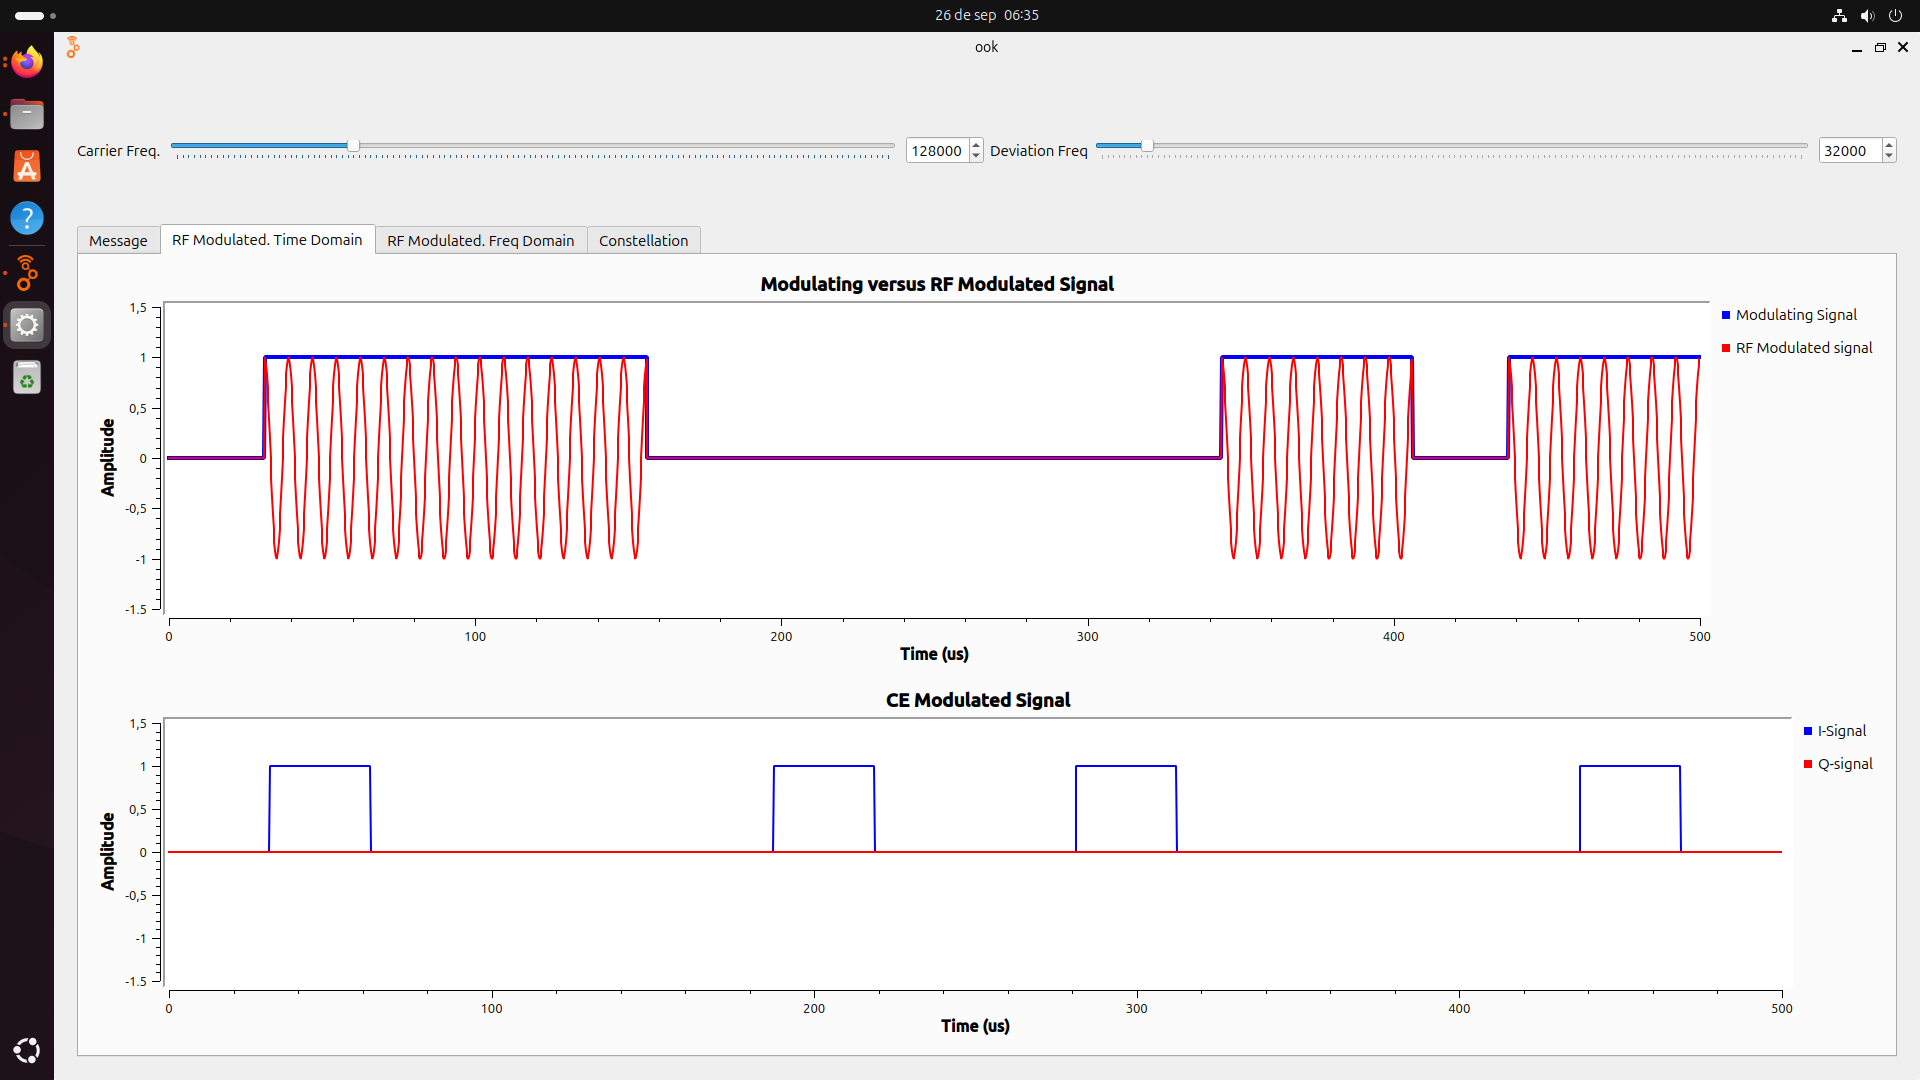 26 de sep 06:35
ook
Carrier Freq.
128000
Deviation Freq
32000
Message
RF Modulated. Time Domain
RF Modulated. Freq Domain
Constellation
Modulating versus RF Modulated Signal
1,5
1
0,5
0
-0,5
-1
-1.5
Amplitude
0 100 200 300 400 500
Time (us)
Modulating Signal
RF Modulated signal
CE Modulated Signal
1,5
1
0,5
0
-0,5
-1
-1.5
Amplitude
0 100 200 300 400 500
Time (us)
I-Signal
Q-signal